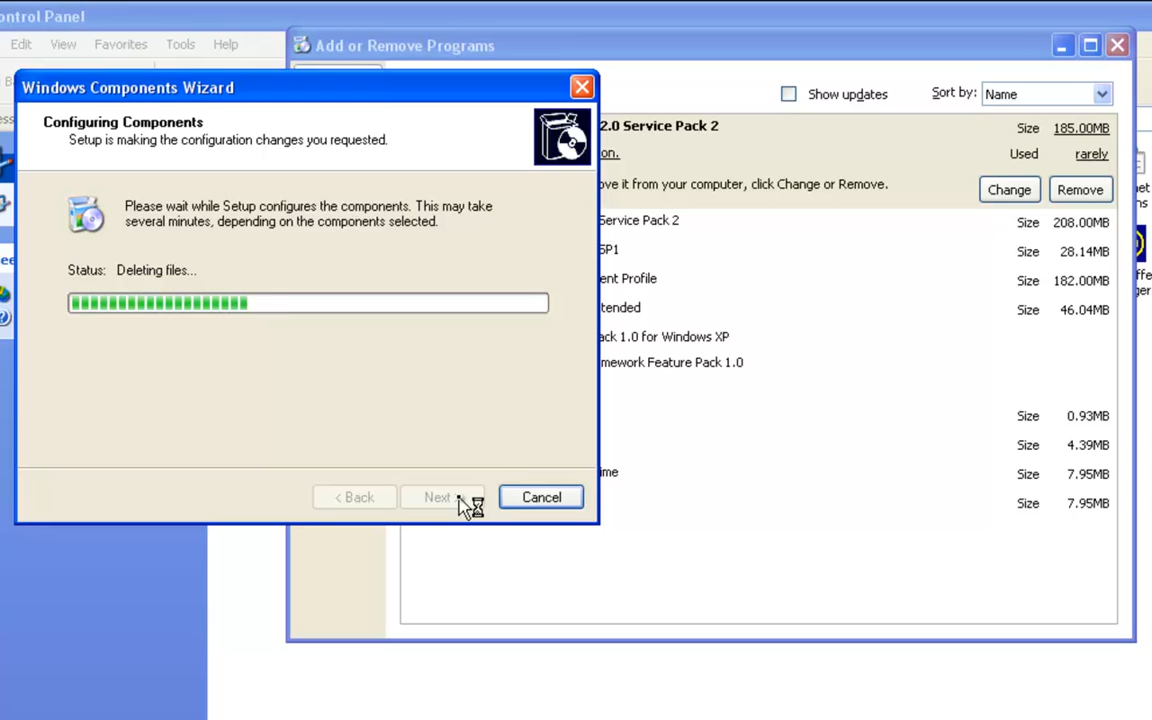 ontrol Panel
Edit View Favorites Tools Help
Add or Remove Programs
Windows Components Wizard
Configuring Components
Setup is making the configuration changes you requested.
Please wait while Setup configures the components. This may take
several minutes, depending on the components selected.
Status: Deleting files...
< Back Next Cancel
Show updates Sort by: Name
2.0 Service Pack 2 Size 185.00MB
on. Used rarely
ove it from your computer, click Change or Remove.
Change Remove
Service Pack 2 Size 208.00MB
SP1 Size 28.14MB
ent Profile Size 182.00MB
tended Size 46.04MB
ack 1.0 for Windows XP
mework Feature Pack 1.0
Size 0.93MB
Size 4.39MB
ime Size 7.95MB
Size 7.95MB